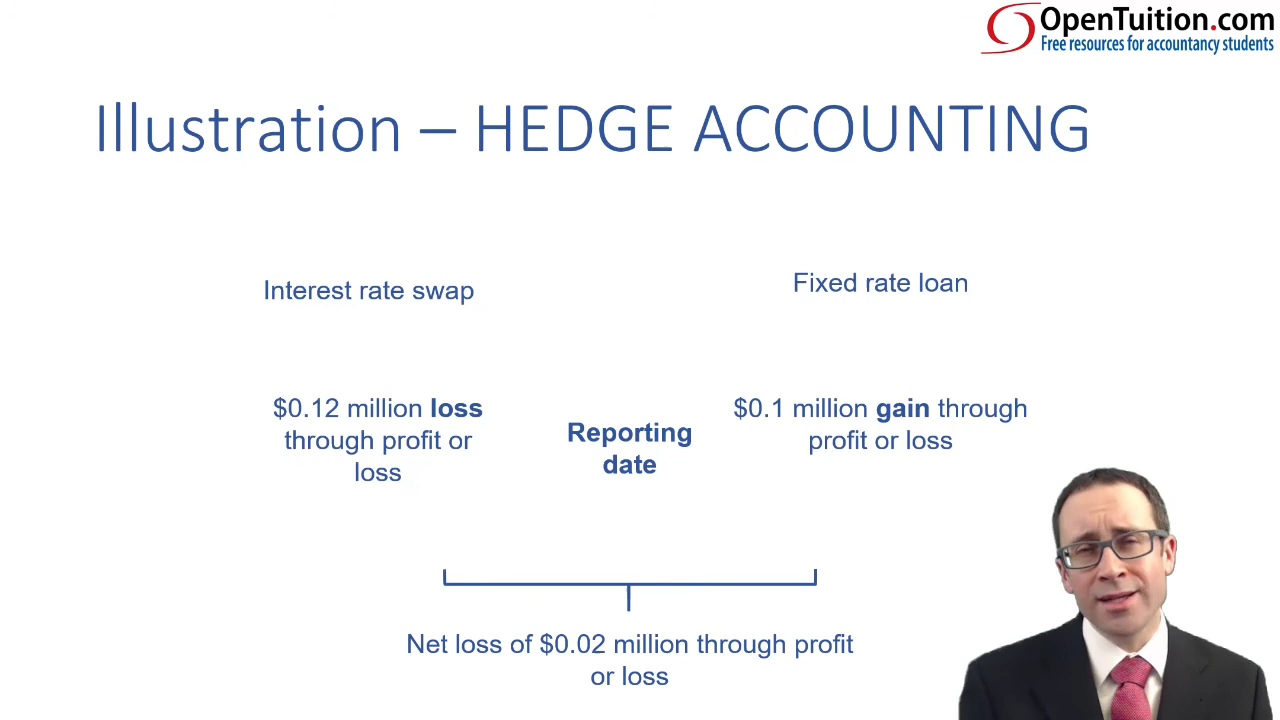 OpenTuition.com
Free resources for accountancy students
Illustration – HEDGE ACCOUNTING
Interest rate swap
Fixed rate loan
$0.12 million loss
through profit or
loss
Reporting
date
$0.1 million gain through
profit or loss
Net loss of $0.02 million through profit
or loss